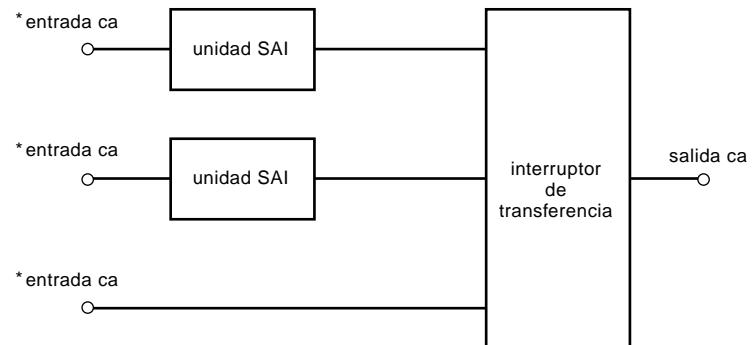 * entrada ca
unidad SAI
* entrada ca
unidad SAI
interruptor
de
transferencia
salida ca
* entrada ca